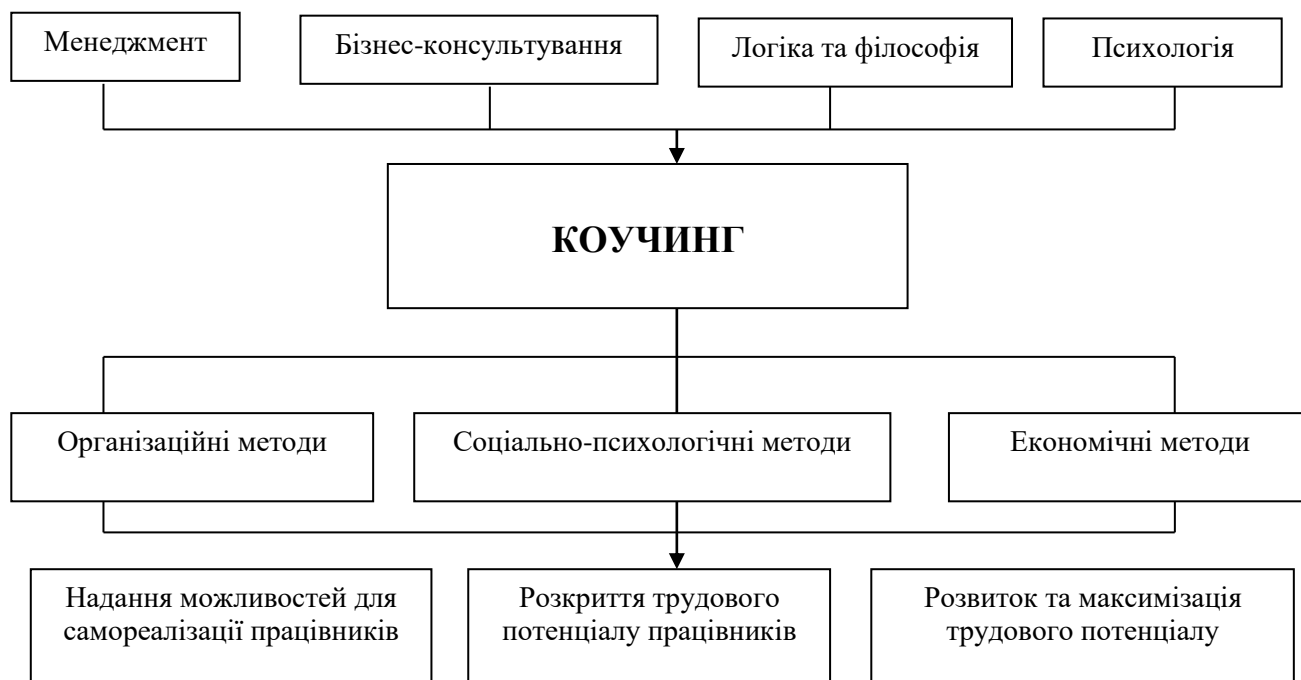 Менеджмент
Бізнес-консультування
Логіка та філософія
Психологія
КОУЧИНГ
Організаційні методи
Соціально-психологічні методи
Економічні методи
Надання можливостей для
самореалізації працівників
Розкриття трудового
потенціалу працівників
Розвиток та максимізація
трудового потенціалу